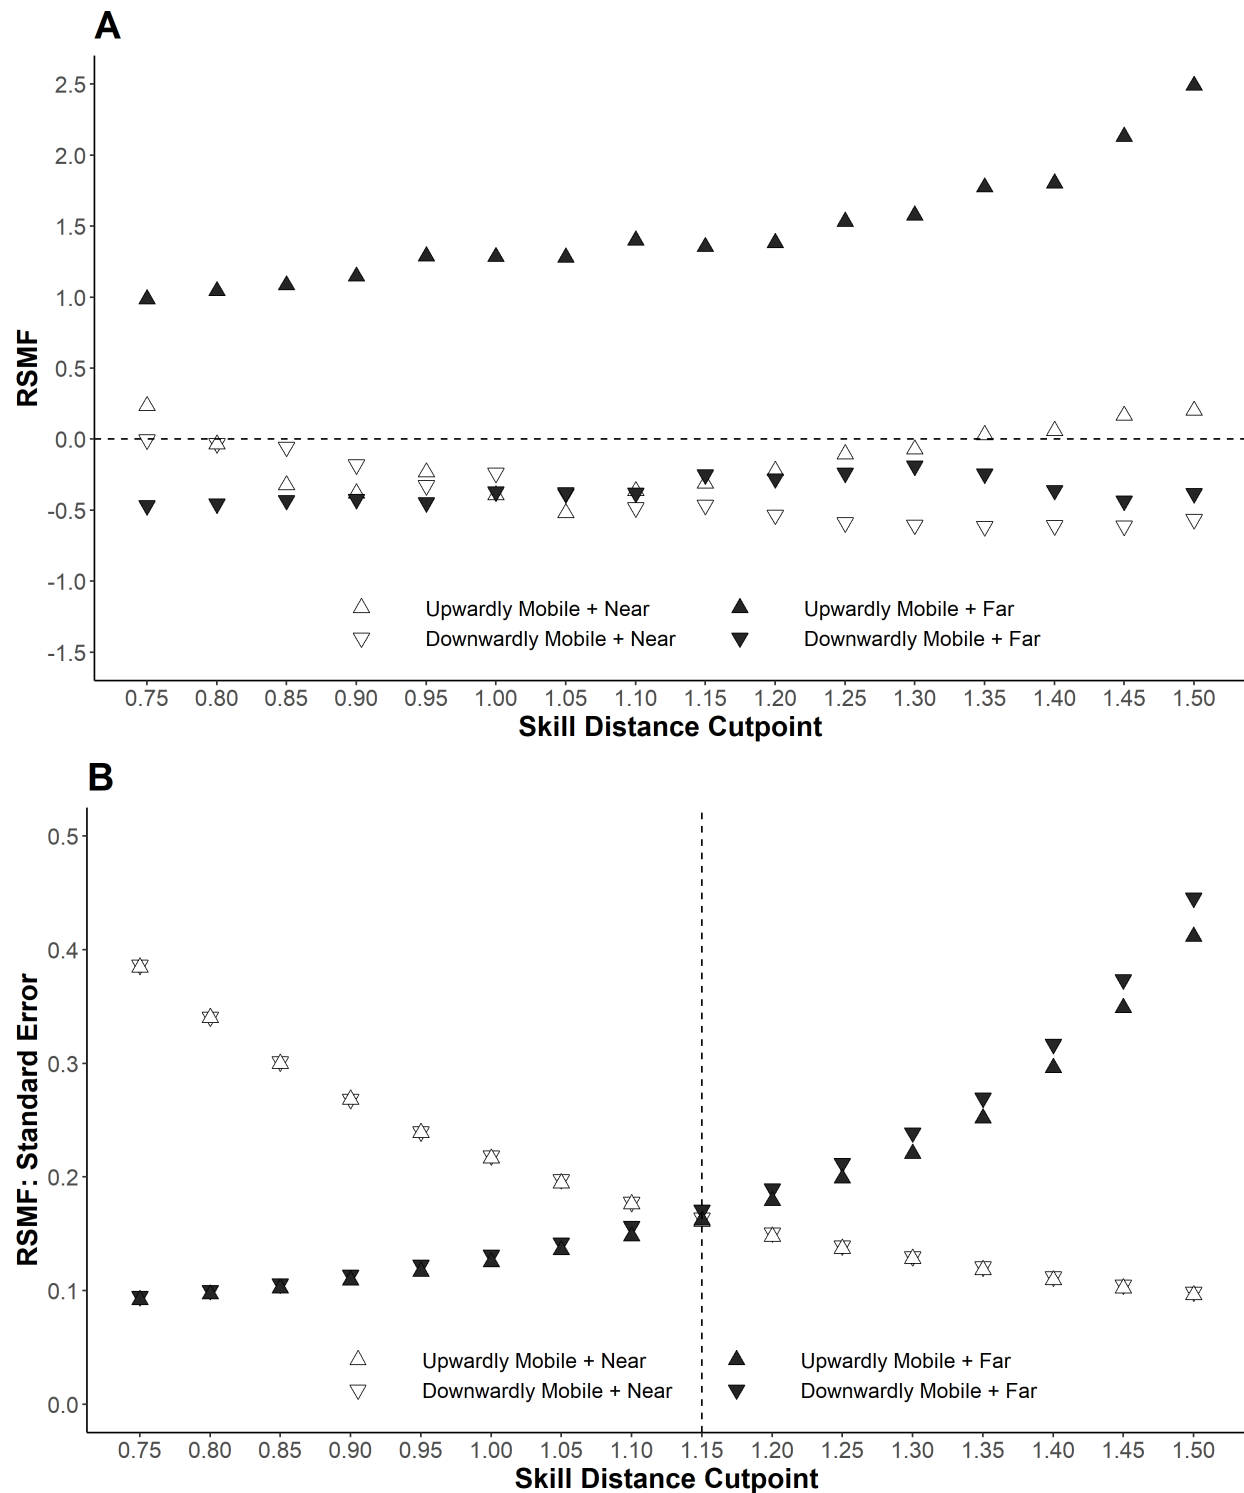 A
2.5
2.0
1.5
1.0
0.5
0.0
-0.5
-1.0
-1.5
RSMF
Upwardly Mobile + Near
Upwardly Mobile + Far
Downwardly Mobile + Near
Downwardly Mobile + Far
0.75 0.80 0.85 0.90 0.95 1.00 1.05 1.10 1.15 1.20 1.25 1.30 1.35 1.40 1.45 1.50
Skill Distance Cutpoint
B
0.5
0.4
0.3
0.2
0.1
0.0
RSMF: Standard Error
Upwardly Mobile + Near
Upwardly Mobile + Far
Downwardly Mobile + Near
Downwardly Mobile + Far
0.75 0.80 0.85 0.90 0.95 1.00 1.05 1.10 1.15 1.20 1.25 1.30 1.35 1.40 1.45 1.50
Skill Distance Cutpoint